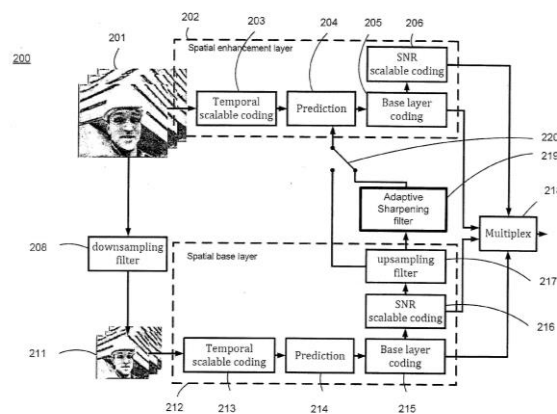 201
202
203
204
205
206
200
Spatial enhancement layer
SNR
scalable coding
Temporal
scalable coding
Prediction
Base layer
coding
220
219
Adaptive
Sharpening
filter
218
Multiplex
208
downsampling
filter
Spatial base layer
upsampling
filter
217
SNR
scalable coding
216
211
Temporal
scalable coding
Prediction
Base layer
coding
212
213
214
215